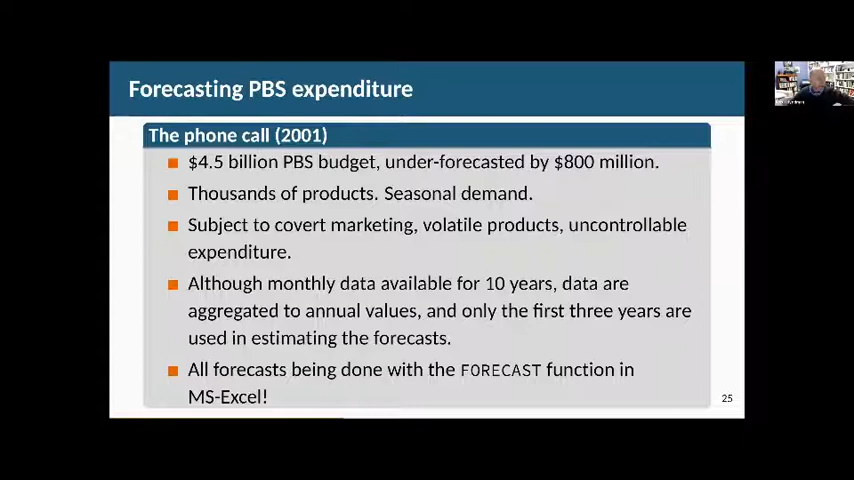 Forecasting PBS expenditure
The phone call (2001)
$4.5 billion PBS budget, under-forecasted by $800 million.
Thousands of products. Seasonal demand.
Subject to covert marketing, volatile products, uncontrollable
expenditure.
Although monthly data available for 10 years, data are
aggregated to annual values, and only the first three years are
used in estimating the forecasts.
All forecasts being done with the FORECAST function in
MS-Excel!
25